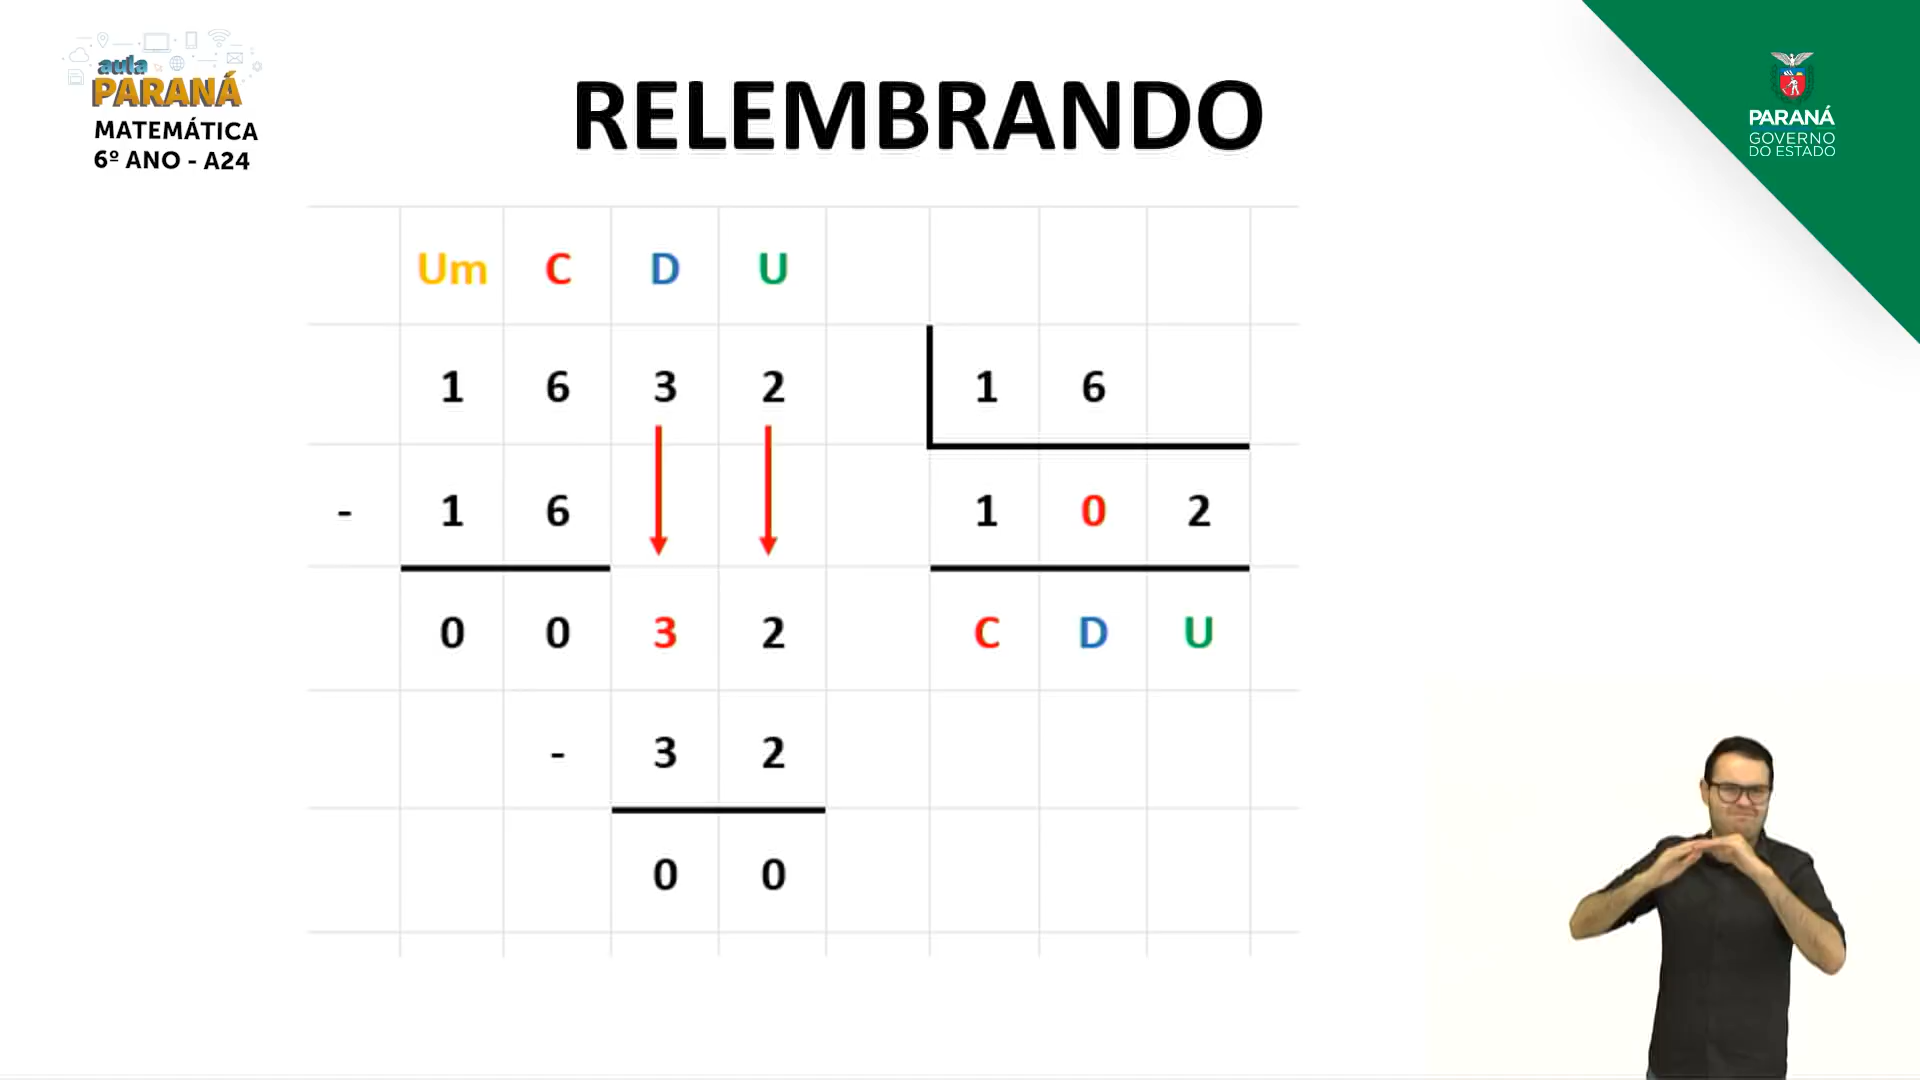 aula
PARANÁ
MATEMÁTICA
6º ANO - A24
RELEMBRANDO
PARANÁ
GOVERNO
DO ESTADO
Um C D U
1 6 3 2 1 6
- 1 6 1 0 2
0 0 3 2 C D U
- 3 2
0 0